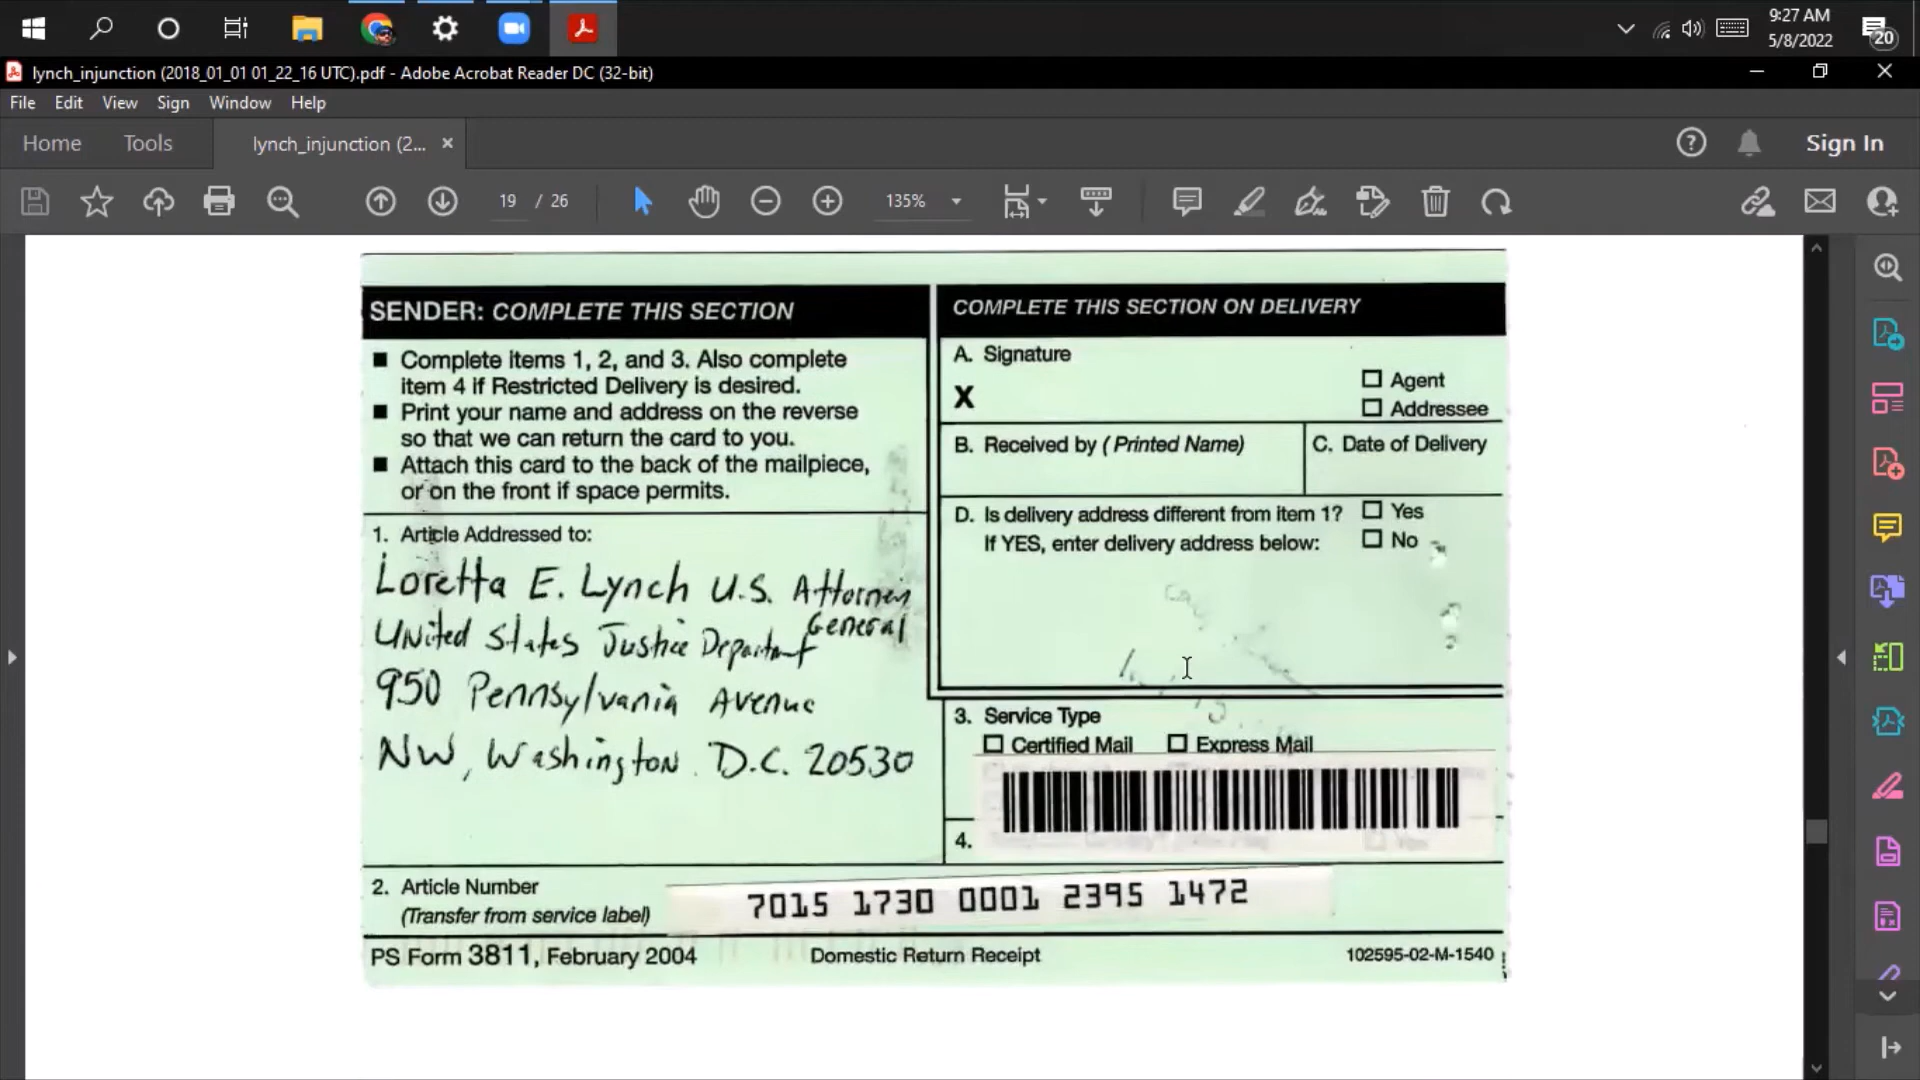 9:27 AM
5/8/2022
20
lynch_injunction (2018_01_01 01_22_16 UTC).pdf - Adobe Acrobat Reader DC (32-bit)
File Edit View Sign Window Help
Home Tools lynch_injunction (2... Sign In
19 / 26 135%
SENDER: COMPLETE THIS SECTION
Complete items 1, 2, and 3. Also complete
item 4 if Restricted Delivery is desired.
Print your name and address on the reverse
so that we can return the card to you.
Attach this card to the back of the mailpiece,
or on the front if space permits.
1. Article Addressed to:
Loretta E. Lynch U.S. Attorney
General
United States Justice Department
950 Pennsylvania Avenue
NW, Washington D.C. 20530
COMPLETE THIS SECTION ON DELIVERY
A. Signature
X
Agent
Addressee
B. Received by (Printed Name)
C. Date of Delivery
D. Is delivery address different from item 1? Yes
If YES, enter delivery address below: No
3. Service Type
Certified Mail Express Mail
4.
2. Article Number
(Transfer from service label)
7015 1730 0001 2395 1472
PS Form 3811, February 2004 Domestic Return Receipt 102595-02-M-1540